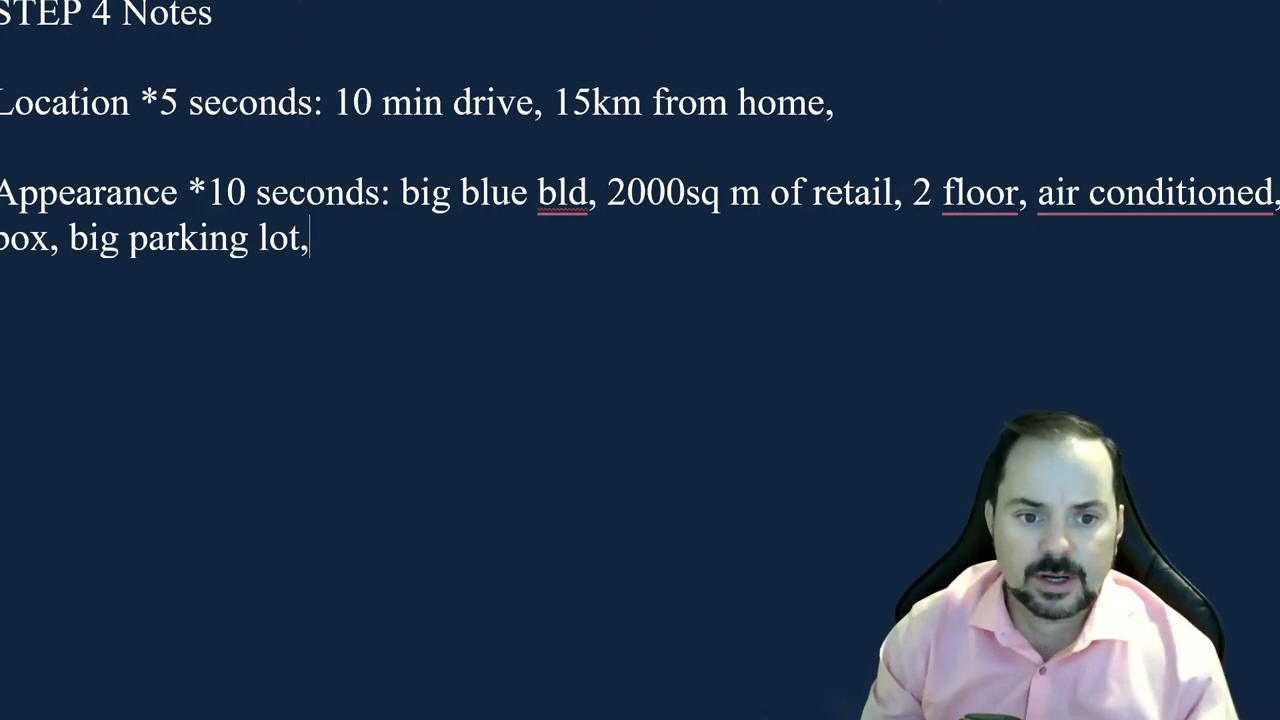 STEP 4 Notes
Location *5 seconds: 10 min drive, 15km from home,
Appearance *10 seconds: big blue bld, 2000sq m of retail, 2 floor, air conditioned,
box, big parking lot,